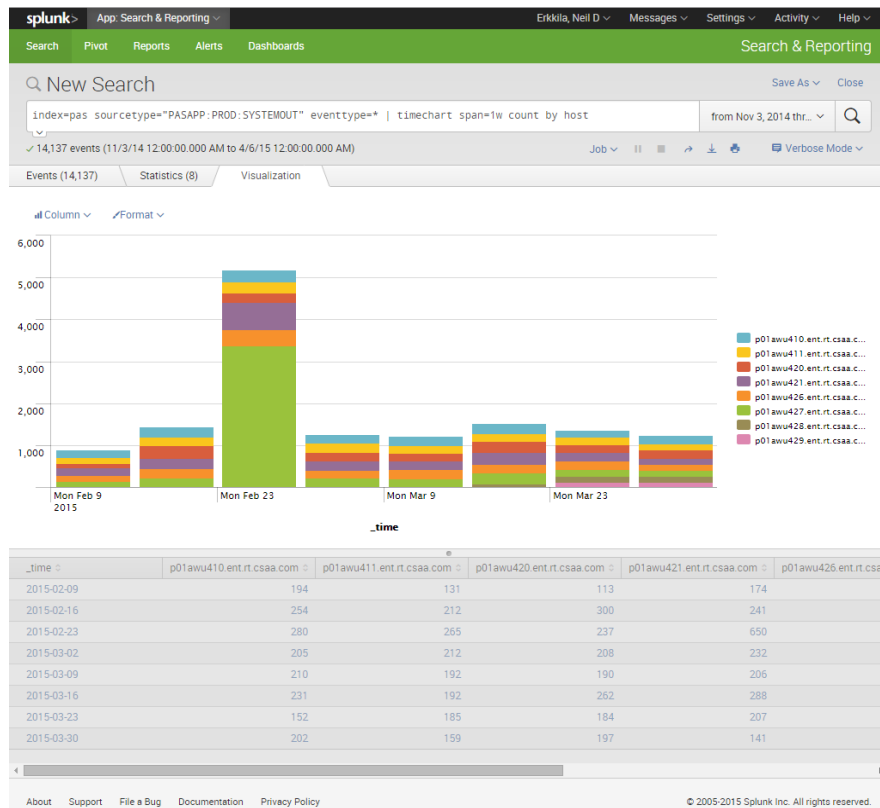 splunk> App: Search & Reporting Erkkila, Neil D Messages Settings Activity Help
Search Pivot Reports Alerts Dashboards Search & Reporting
New Search Save As Close
index=pas sourcetype="PASAPP:PROD:SYSTEMOUT" eventtype=* | timechart span=1w count by host from Nov 3, 2014 thr...
✓ 14,137 events (11/3/14 12:00:00.000 AM to 4/6/15 12:00:00.000 AM) Job Verbose Mode
Events (14,137) Statistics (8) Visualization
Column Format
6,000
5,000
4,000
3,000
2,000
1,000
p01awu410.ent.rt.csaa.c...
p01awu411.ent.rt.csaa.c...
p01awu420.ent.rt.csaa.c...
p01awu421.ent.rt.csaa.c...
p01awu426.ent.rt.csaa.c...
p01awu427.ent.rt.csaa.c...
p01awu428.ent.rt.csaa.c...
p01awu429.ent.rt.csaa.c...
Mon Feb 9 Mon Feb 23 Mon Mar 9 Mon Mar 23
2015
_time
_time p01awu410.ent.rt.csaa.com p01awu411.ent.rt.csaa.com p01awu420.ent.rt.csaa.com p01awu421.ent.rt.csaa.com p01awu426.ent.rt.csa
2015-02-09 194 131 113 174
2015-02-16 254 212 300 241
2015-02-23 280 265 237 650
2015-03-02 205 212 208 232
2015-03-09 210 192 190 206
2015-03-16 231 192 262 288
2015-03-23 152 185 184 207
2015-03-30 202 159 197 141
About Support File a Bug Documentation Privacy Policy © 2005-2015 Splunk Inc. All rights reserved.